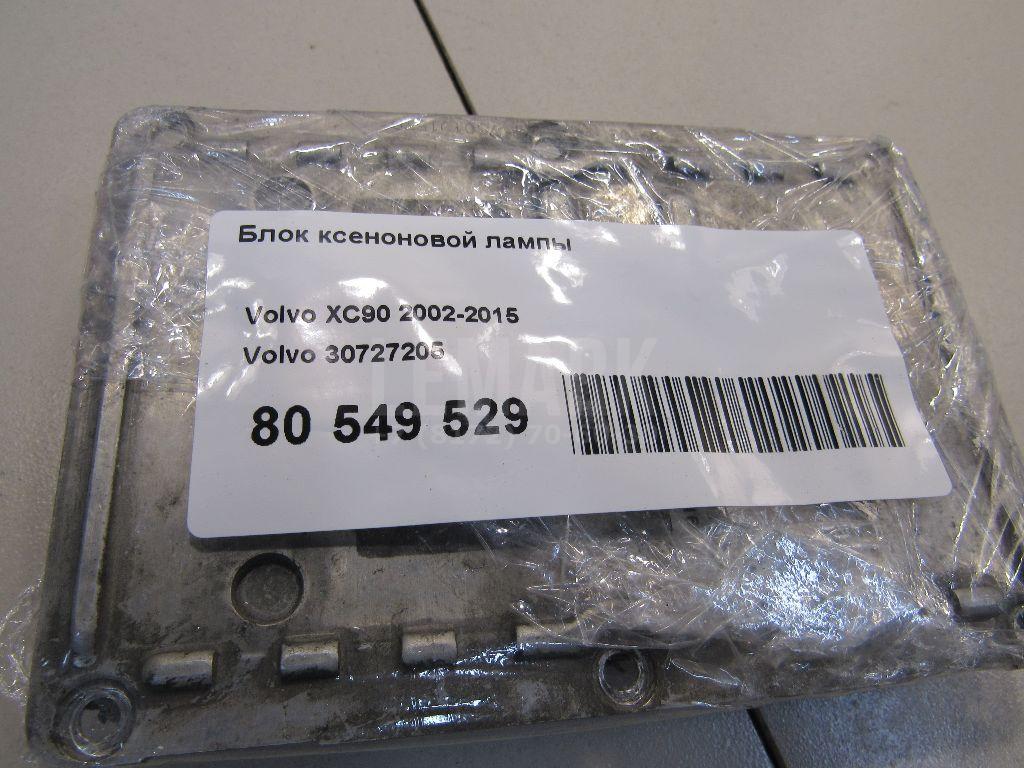 Блок ксеноновой лампы
Volvo XC90 2002-2015
Volvo 30727205
80 549 529